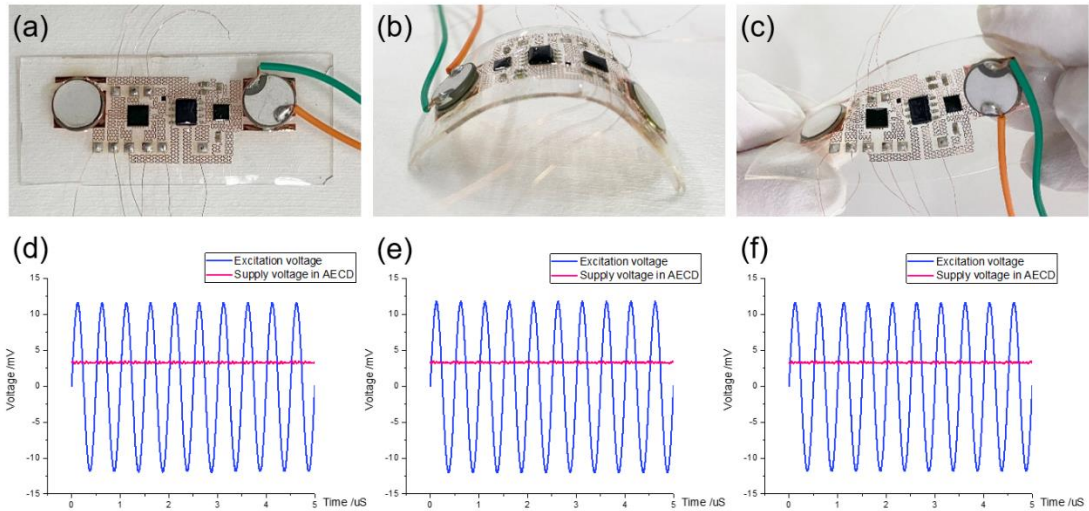 (a)
(b)
(c)
(d)
Excitation voltage
Supply voltage in AECD
15
10
5
0
-5
-10
-15
Voltage /mV
0 1 2 3 4 5
Time /uS
(e)
Excitation voltage
Supply voltage in AECD
15
10
5
0
-5
-10
-15
Voltage /mV
0 1 2 3 4 5
Time /uS
(f)
Excitation voltage
Supply voltage in AECD
15
10
5
0
-5
-10
-15
Voltage /mV
0 1 2 3 4 5
Time /uS